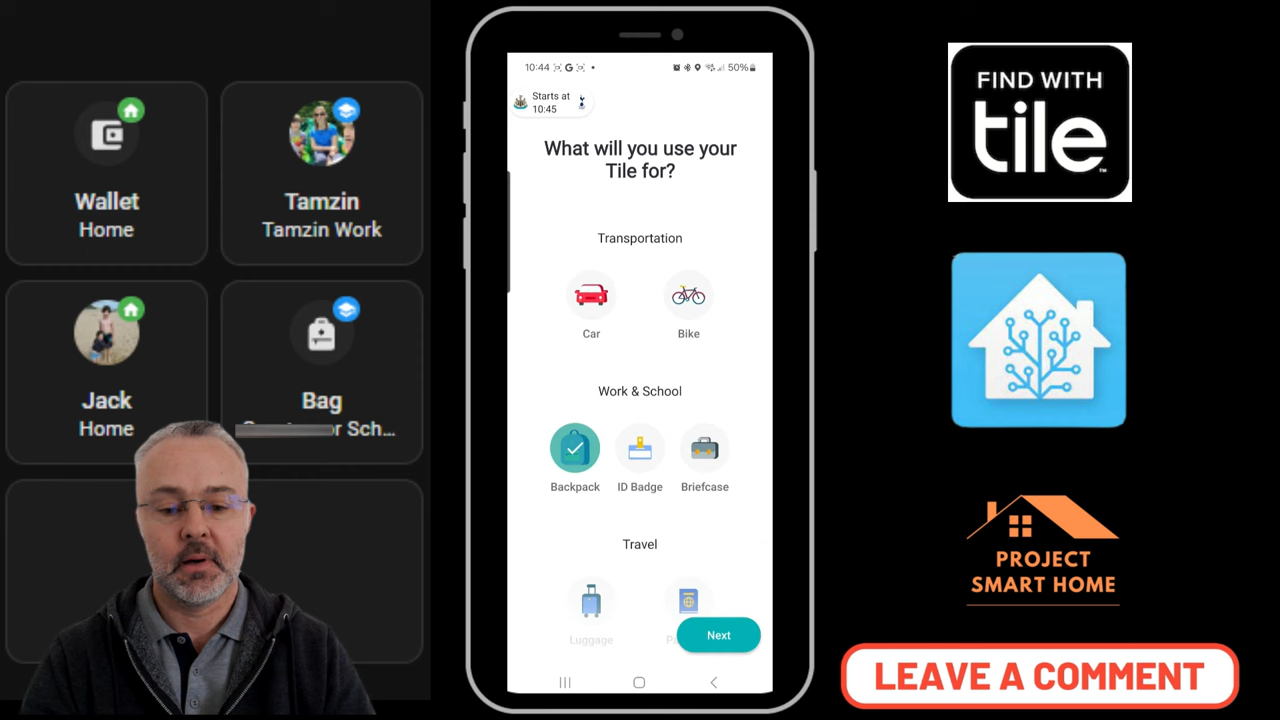 Wallet
Home
Tamzin
Tamzin Work
Jack
Home
Bag
Sch...
10:44
G
50%
Starts at
10:45
What will you use your
Tile for?
Transportation
Car
Bike
Work & School
Backpack
ID Badge
Briefcase
Travel
Luggage
Next
FIND WITH
tile
PROJECT
SMART HOME
LEAVE A COMMENT